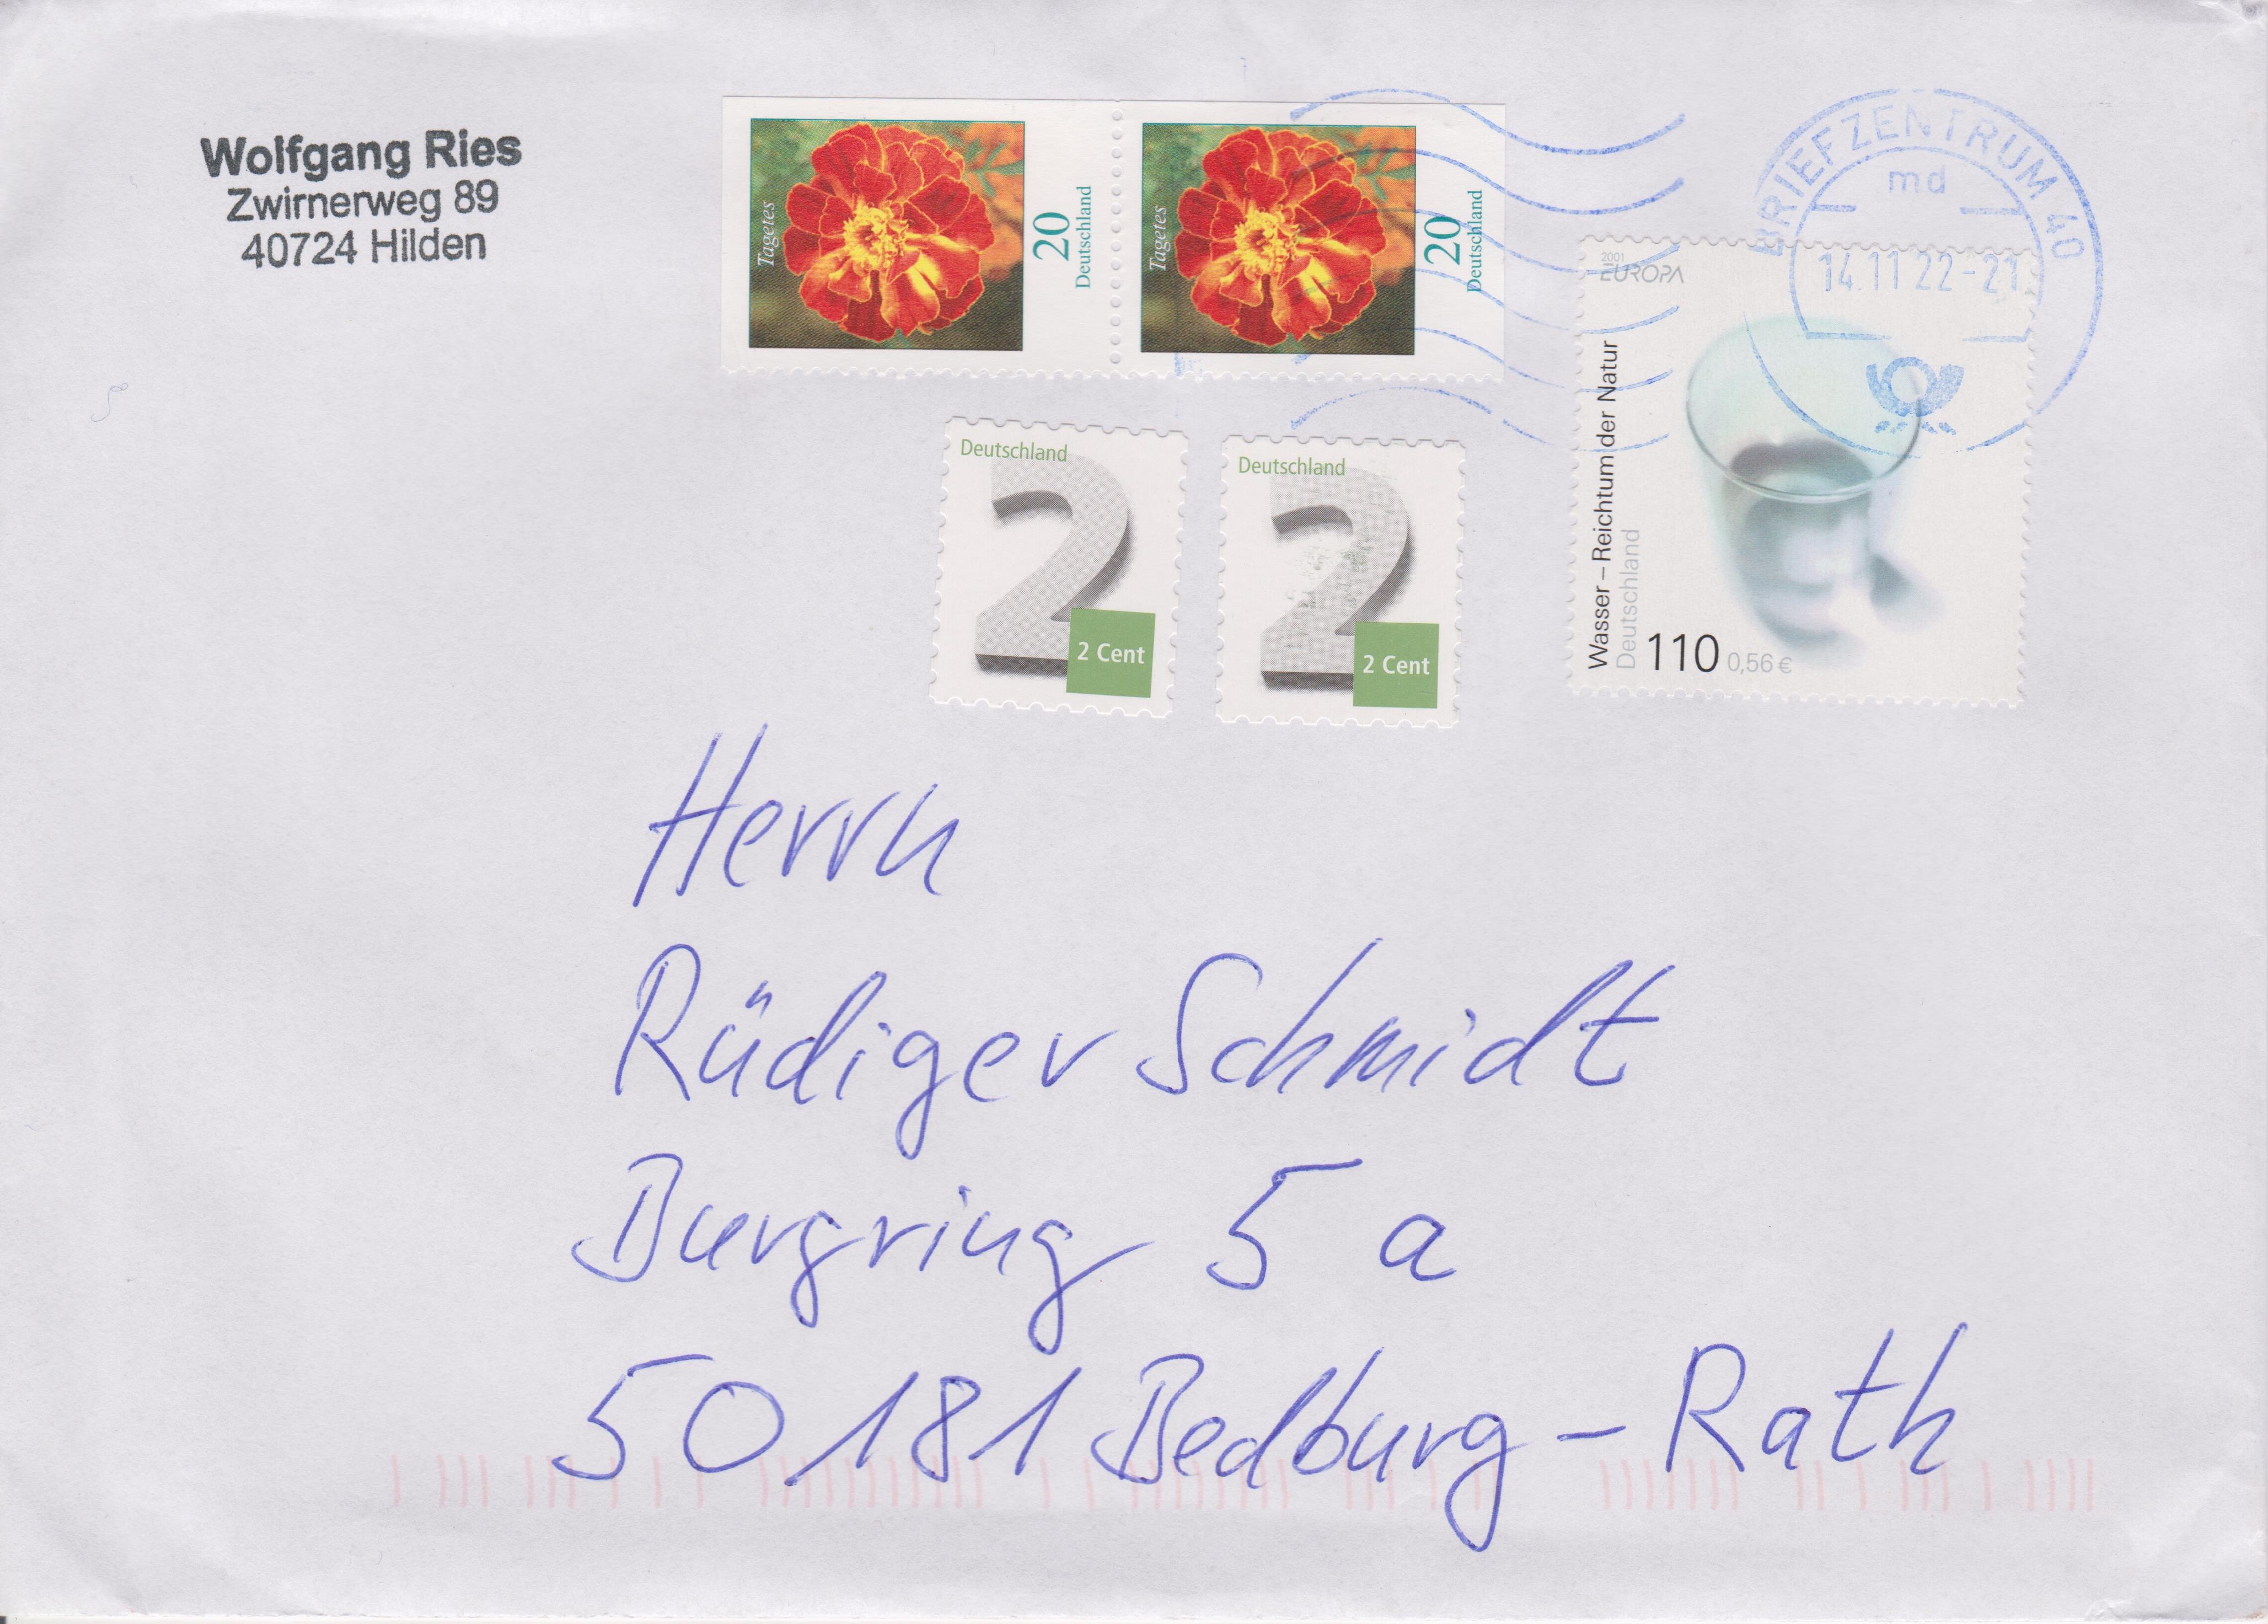 Wolfgang Ries
Zwirnerweg 89
40724 Hilden
Tagetes
20
Deutschland
Tagetes
20
Deutschland
BRIEFZENTRUM 40
md
14.11.22-21
2001
EUROPA
Wasser – Reichtum der Natur
Deutschland
110 0,56 €
Deutschland
2
2 Cent
Deutschland
2
2 Cent
Herrn
Rüdiger Schmidt
Burgring 5 a
50181 Bedburg - Rath